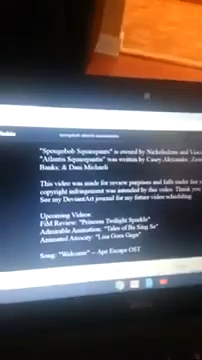 "Spongebob Squarepants" is owned by Nickelodeon and
"Atlantis Squarepantis" was written by Casey Alexander,
Banks, & Dani Michaeli
This video was made for review purposes and falls under
copyright infringement was intended by this video. Thank you
See my DeviantArt journal for my future video scheduling
Upcoming Videos:
FiM Review: "Princess Twilight Sparkle"
Admirable Animation: "Tales of Ba Sing Se"
Animated Atrocity: "Lisa Goes Gaga"
Song: "Welcome" – Ape Escape OST